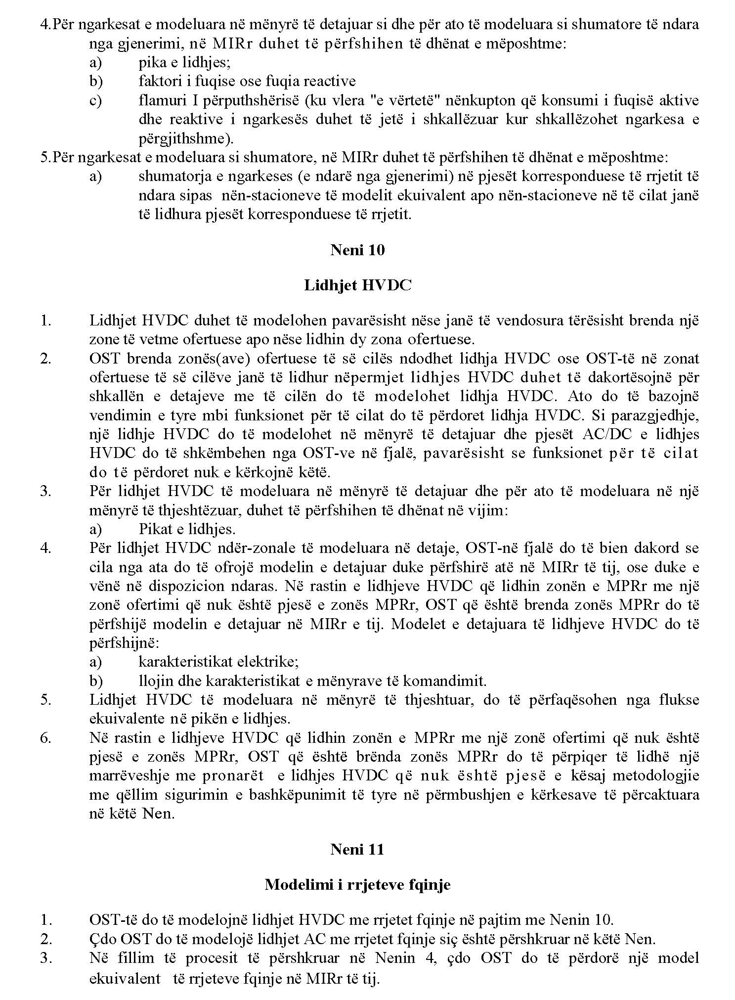 4.Për ngarkesat e modeluara në mënyrë të detajuar si dhe për ato të modeluara si shumatore të ndara
nga gjenerimi, në MIRr duhet të përfshihen të dhënat e mëposhtme:
a) pika e lidhjes;
b) faktori i fuqise ose fuqia reactive
c) flamuri I përputhshërisë (ku vlera "e vërtetë" nënkupton që konsumi i fuqisë aktive
dhe reaktive i ngarkesës duhet të jetë i shkallëzuar kur shkallëzohet ngarkesa e
përgjithshme).
5.Për ngarkesat e modeluara si shumatore, në MIRr duhet të përfshihen të dhënat e mëposhtme:
a) shumatorja e ngarkeses (e ndarë nga gjenerimi) në pjesët korresponduese të rrjetit të
ndara sipas nën-stacioneve të modelit ekuivalent apo nën-stacioneve në të cilat janë
të lidhura pjesët korresponduese të rrjetit.
Neni 10
Lidhjet HVDC
1. Lidhjet HVDC duhet të modelohen pavarësisht nëse janë të vendosura tërësisht brenda një
zone të vetme ofertuese apo nëse lidhin dy zona ofertuese.
2. OST brenda zonës(ave) ofertuese të së cilës ndodhet lidhja HVDC ose OST-të në zonat
ofertuese të së cilëve janë të lidhur nëpermjet lidhjes HVDC duhet të dakortësojnë për
shkallën e detajeve me të cilën do të modelohet lidhja HVDC. Ato do të bazojnë
vendimin e tyre mbi funksionet për të cilat do të përdoret lidhja HVDC. Si parazgjedhje,
një lidhje HVDC do të modelohet në mënyrë të detajuar dhe pjesët AC/DC e lidhjes
HVDC do të shkëmbehen nga OST-ve në fjalë, pavarësisht se funksionet për të cilat
do të përdoret nuk e kërkojnë këtë.
3. Për lidhjet HVDC të modeluara në mënyrë të detajuar dhe për ato të modeluara në një
mënyrë të thjeshtëzuar, duhet të përfshihen të dhënat në vijim:
a) Pikat e lidhjes.
4. Për lidhjet HVDC ndër-zonale të modeluara në detaje, OST-në fjalë do të bien dakord se
cila nga ata do të ofrojë modelin e detajuar duke përfshirë atë në MIRr të tij, ose duke e
vënë në dispozicion ndaras. Në rastin e lidhjeve HVDC që lidhin zonën e MPRr me një
zonë ofertimi që nuk është pjesë e zonës MPRr, OST që është brenda zonës MPRr do të
përfshijë modelin e detajuar në MIRr e tij. Modelet e detajuara të lidhjeve HVDC do të
përfshijnë:
a) karakteristikat elektrike;
b) llojin dhe karakteristikat e mënyrave të komandimit.
5. Lidhjet HVDC të modeluara në mënyrë të thjeshtuar, do të përfaqësohen nga flukse
ekuivalente në pikën e lidhjes.
6. Në rastin e lidhjeve HVDC që lidhin zonën e MPRr me një zonë ofertimi që nuk është
pjesë e zonës MPRr, OST që është brënda zonës MPRr do të përpiqer të lidhë një
marrëveshje me pronarët e lidhjes HVDC që nuk është pjesë e kësaj metodologjie
me qëllim sigurimin e bashkëpunimit të tyre në përmbushjen e kërkesave të përcaktuara
në këtë Nen.
Neni 11
Modelimi i rrjeteve fqinje
1. OST-të do të modelojnë lidhjet HVDC me rrjetet fqinje në pajtim me Nenin 10.
2. Çdo OST do të modelojë lidhjet AC me rrjetet fqinje siç është përshkruar në këtë Nen.
3. Në fillim të procesit të përshkruar në Nenin 4, çdo OST do të përdorë një model
ekuivalent të rrjeteve fqinje në MIRr të tij.